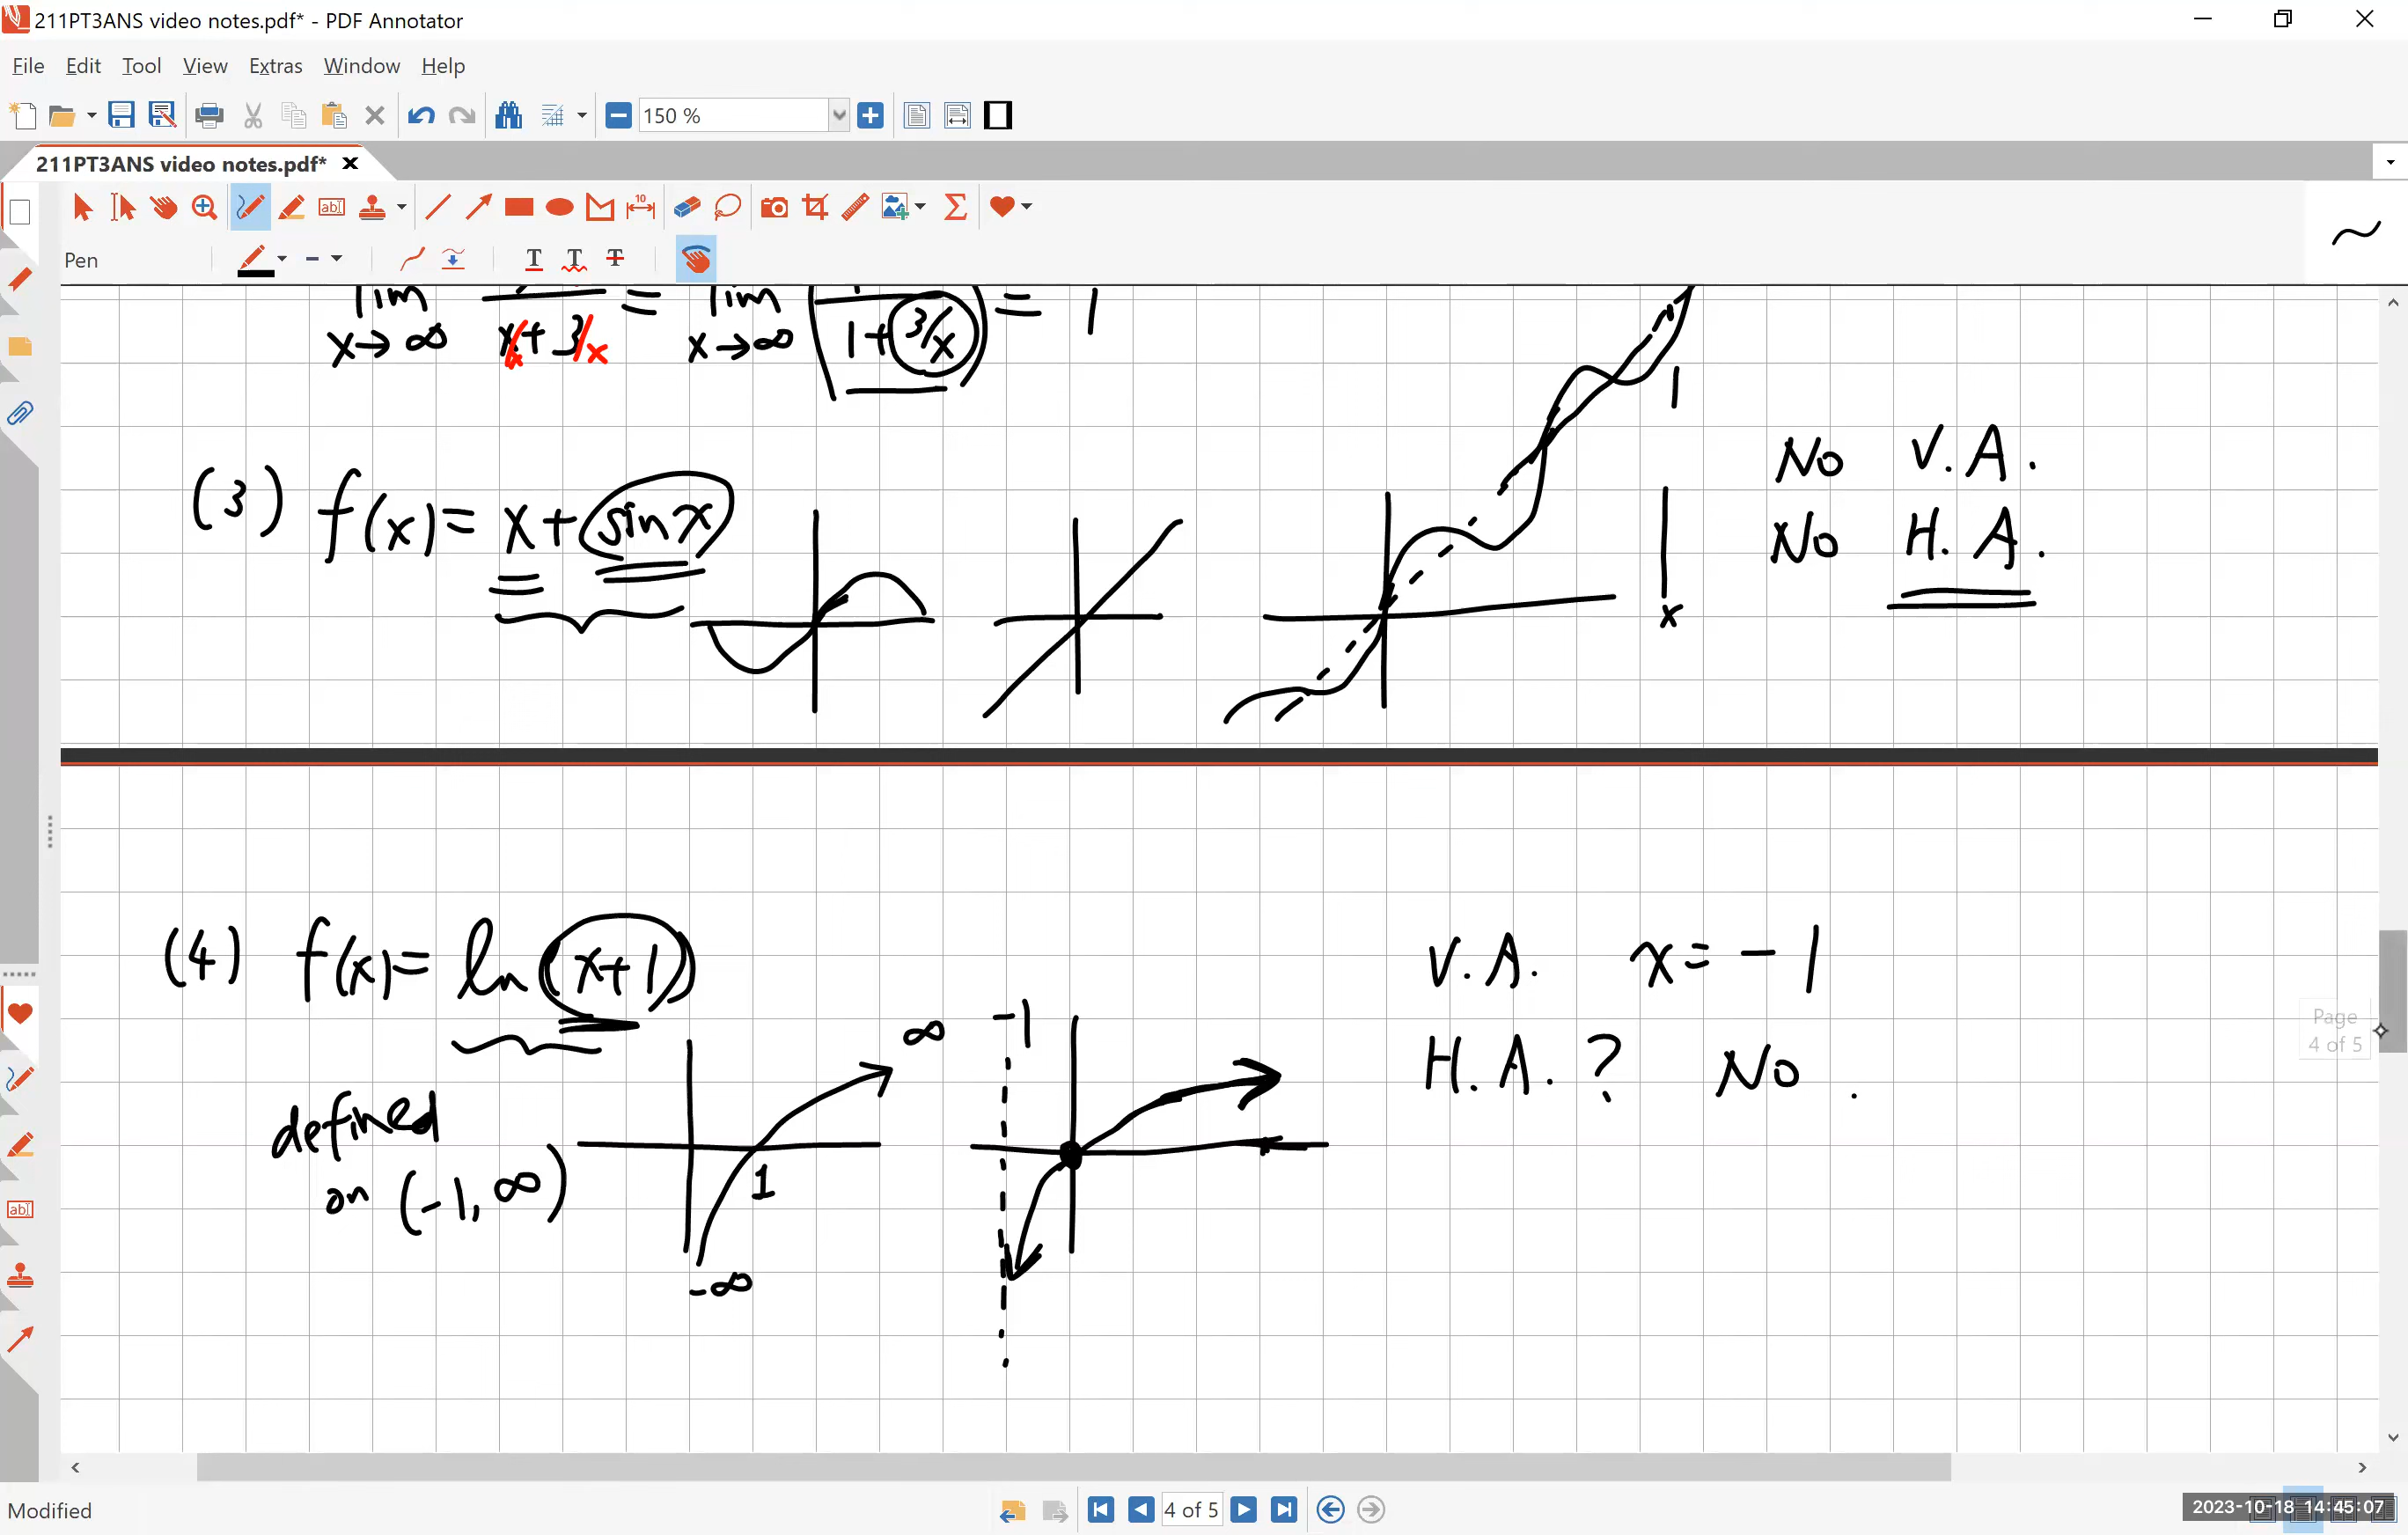 211PT3ANS video notes.pdf* - PDF Annotator
File Edit Tool View Extras Window Help
150 %
211PT3ANS video notes.pdf*
Pen
lim x→∞ x/x + 3/x = lim x→∞ 1 + 3/x = 1
(3) f(x) = x + sin x
1
x
No V.A.
No H.A.
(4) f(x) = ln (x+1)
V.A. x = -1
∞ -1
H.A.? No.
defined
on (-1, ∞)
1
-∞
Page
4 of 5
Modified
4 of 5
2023-10-18 14:45:07